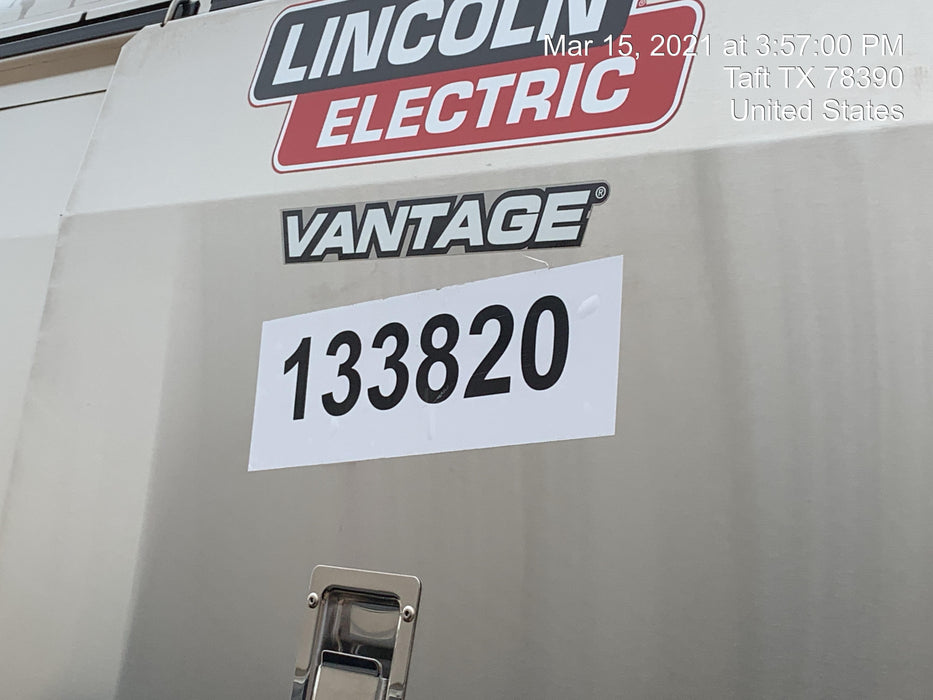 LINCOLN
Mar 15, 2021 at 3:57:00 PM
Taft TX 78390
United States
ELECTRIC
VANTAGE®
133820